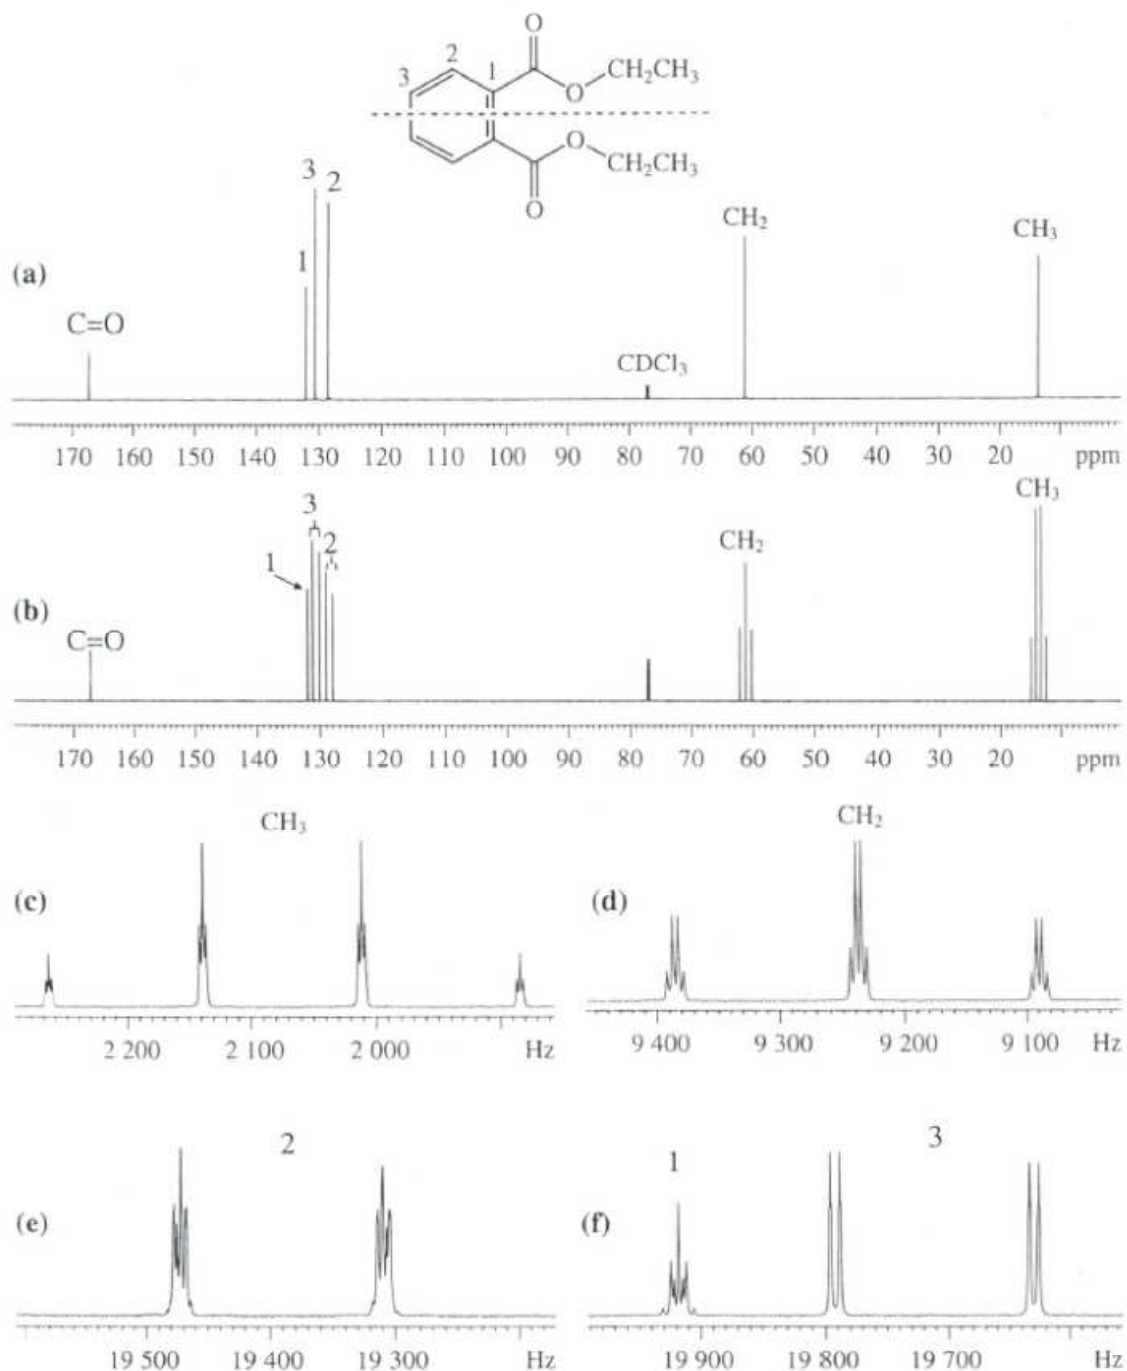 O
2
1
CH₂CH₃
3
O
O
CH₂CH₃
O
3
2
1
CH₂
CH₃
(a)
C=O
CDCl₃
170 160 150 140 130 120 110 100 90 80 70 60 50 40 30 20 ppm
3
CH₃
2
CH₂
1
(b)
C=O
170 160 150 140 130 120 110 100 90 80 70 60 50 40 30 20 ppm
CH₃
CH₂
(c)
(d)
2 200 2 100 2 000 Hz
9 400 9 300 9 200 9 100 Hz
2
3
1
(e)
(f)
19 500 19 400 19 300 Hz
19 900 19 800 19 700 Hz